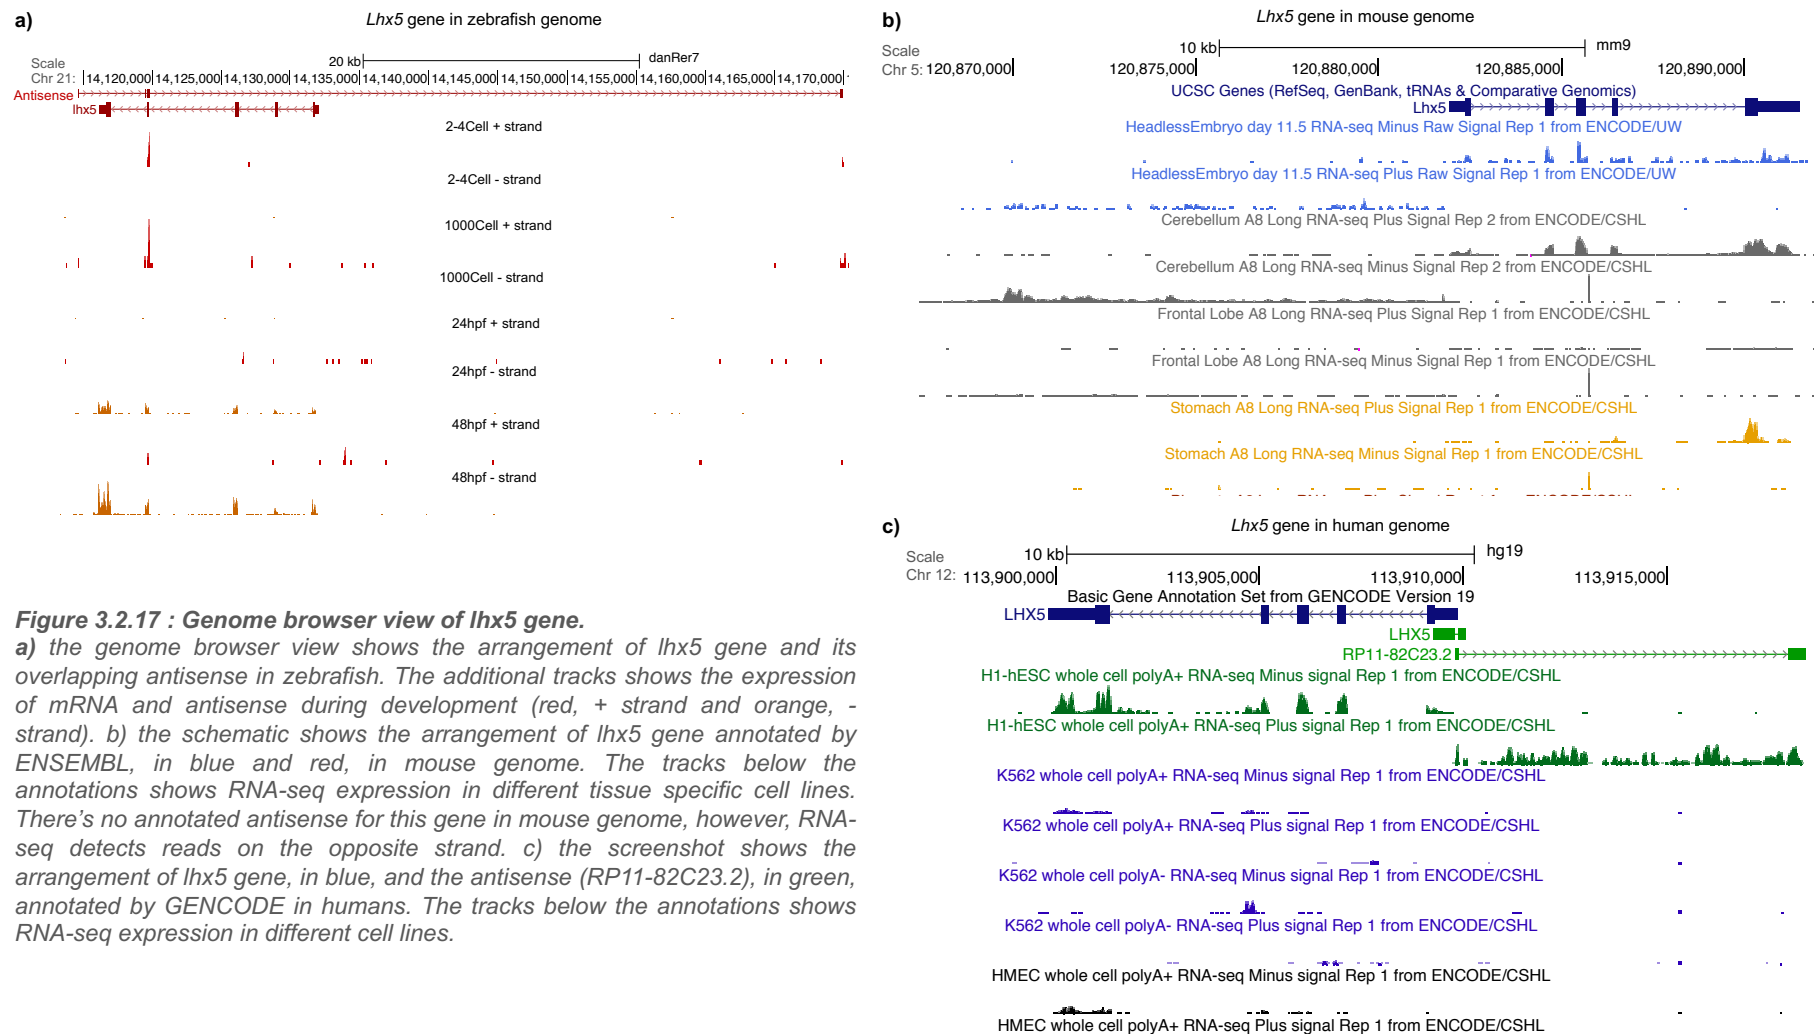 a)
Lhx5 gene in zebrafish genome
Scale
20 kb
danRer7
Chr 21:
14,120,000
14,125,000
14,130,000
14,135,000
14,140,000
14,145,000
14,150,000
14,155,000
14,160,000
14,165,000
14,170,000
Antisense
lhx5
2-4Cell + strand
2-4Cell - strand
1000Cell + strand
1000Cell - strand
24hpf + strand
24hpf - strand
48hpf + strand
48hpf - strand
b)
Lhx5 gene in mouse genome
Scale
10 kb
mm9
Chr 5:
120,870,000
120,875,000
120,880,000
120,885,000
120,890,000
UCSC Genes (RefSeq, GenBank, tRNAs & Comparative Genomics)
Lhx5
HeadlessEmbryo day 11.5 RNA-seq Minus Raw Signal Rep 1 from ENCODE/UW
HeadlessEmbryo day 11.5 RNA-seq Plus Raw Signal Rep 1 from ENCODE/UW
Cerebellum A8 Long RNA-seq Plus Signal Rep 2 from ENCODE/CSHL
Cerebellum A8 Long RNA-seq Minus Signal Rep 2 from ENCODE/CSHL
Frontal Lobe A8 Long RNA-seq Plus Signal Rep 1 from ENCODE/CSHL
Frontal Lobe A8 Long RNA-seq Minus Signal Rep 1 from ENCODE/CSHL
Stomach A8 Long RNA-seq Plus Signal Rep 1 from ENCODE/CSHL
Stomach A8 Long RNA-seq Minus Signal Rep 1 from ENCODE/CSHL
c)
Lhx5 gene in human genome
Scale
10 kb
hg19
Chr 12:
113,900,000
113,905,000
113,910,000
113,915,000
Basic Gene Annotation Set from GENCODE Version 19
LHX5
LHX5
RP11-82C23.2
H1-hESC whole cell polyA+ RNA-seq Minus signal Rep 1 from ENCODE/CSHL
H1-hESC whole cell polyA+ RNA-seq Plus signal Rep 1 from ENCODE/CSHL
K562 whole cell polyA+ RNA-seq Minus signal Rep 1 from ENCODE/CSHL
K562 whole cell polyA+ RNA-seq Plus signal Rep 1 from ENCODE/CSHL
K562 whole cell polyA- RNA-seq Minus signal Rep 1 from ENCODE/CSHL
K562 whole cell polyA- RNA-seq Plus signal Rep 1 from ENCODE/CSHL
HMEC whole cell polyA+ RNA-seq Minus signal Rep 1 from ENCODE/CSHL
HMEC whole cell polyA+ RNA-seq Plus signal Rep 1 from ENCODE/CSHL
Figure 3.2.17 : Genome browser view of lhx5 gene.
a) the genome browser view shows the arrangement of lhx5 gene and its
overlapping antisense in zebrafish. The additional tracks shows the expression
of mRNA and antisense during development (red, + strand and orange, -
strand). b) the schematic shows the arrangement of lhx5 gene annotated by
ENSEMBL, in blue and red, in mouse genome. The tracks below the
annotations shows RNA-seq expression in different tissue specific cell lines.
There's no annotated antisense for this gene in mouse genome, however, RNA-
seq detects reads on the opposite strand. c) the screenshot shows the
arrangement of lhx5 gene, in blue, and the antisense (RP11-82C23.2), in green,
annotated by GENCODE in humans. The tracks below the annotations shows
RNA-seq expression in different cell lines.